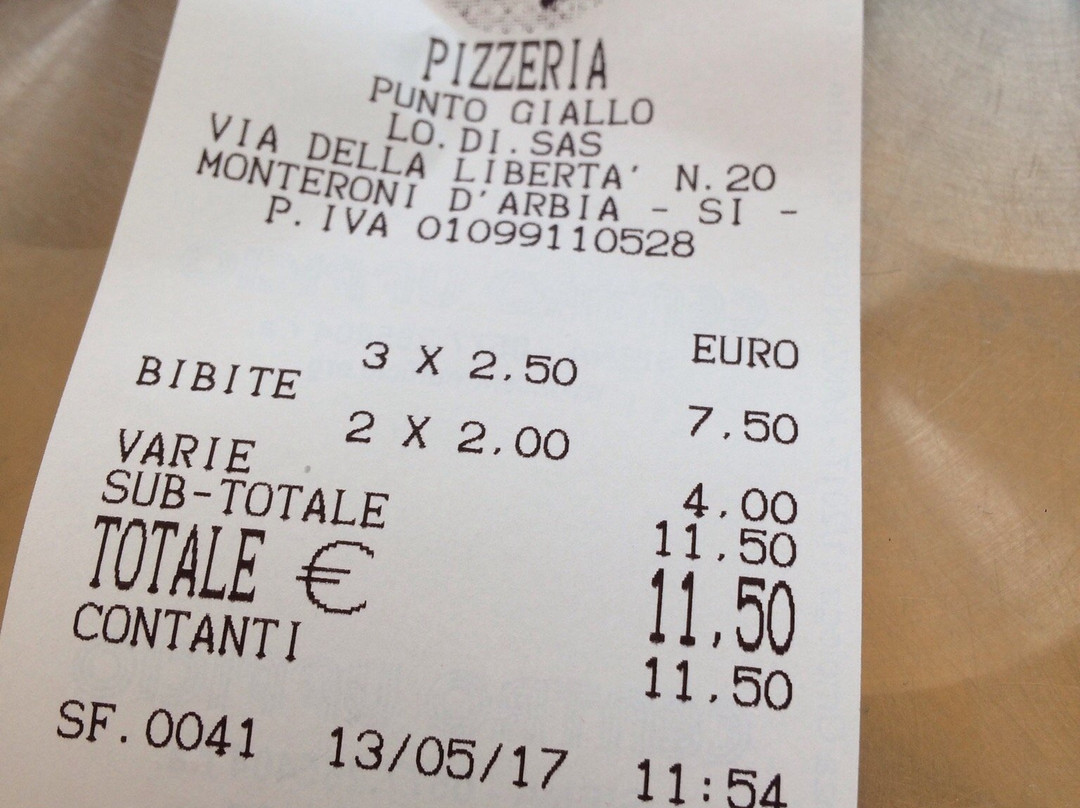 PIZZERIA
PUNTO GIALLO
LO.DI.SAS
VIA DELLA LIBERTA' N.20
MONTERONI D'ARBIA - SI -
P. IVA 01099110528
EURO
3 X 2,50
BIBITE 7,50
2 X 2,00
VARIE 4,00
SUB-TOTALE 11,50
TOTALE € 11,50
CONTANTI 11,50
SF.0041 13/05/17 11:54